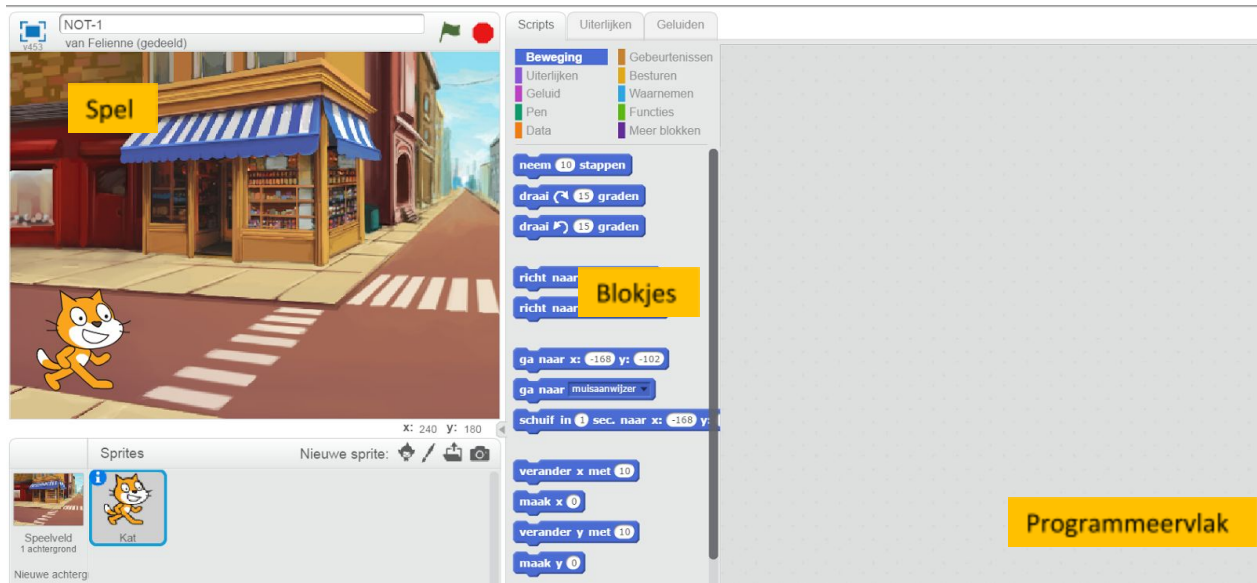 NOT-1
van Felienne (gedeeld)
v453
Spel
x: 240 y: 180
Sprites
Nieuwe sprite:
Speelveld
1 achtergrond
Kat
Nieuwe achterg
Scripts
Uiterlijken
Geluiden
Beweging
Gebeurtenissen
Uiterlijken
Besturen
Geluid
Waarnemen
Pen
Functies
Data
Meer blokken
neem 10 stappen
draai 15 graden
draai 15 graden
richt naar
richt naar
Blokjes
ga naar x: -168 y: -102
ga naar muisaanwijzer
schuif in 1 sec. naar x: -168 y:
verander x met 10
maak x 0
verander y met 10
maak y 0
Programmeervlak